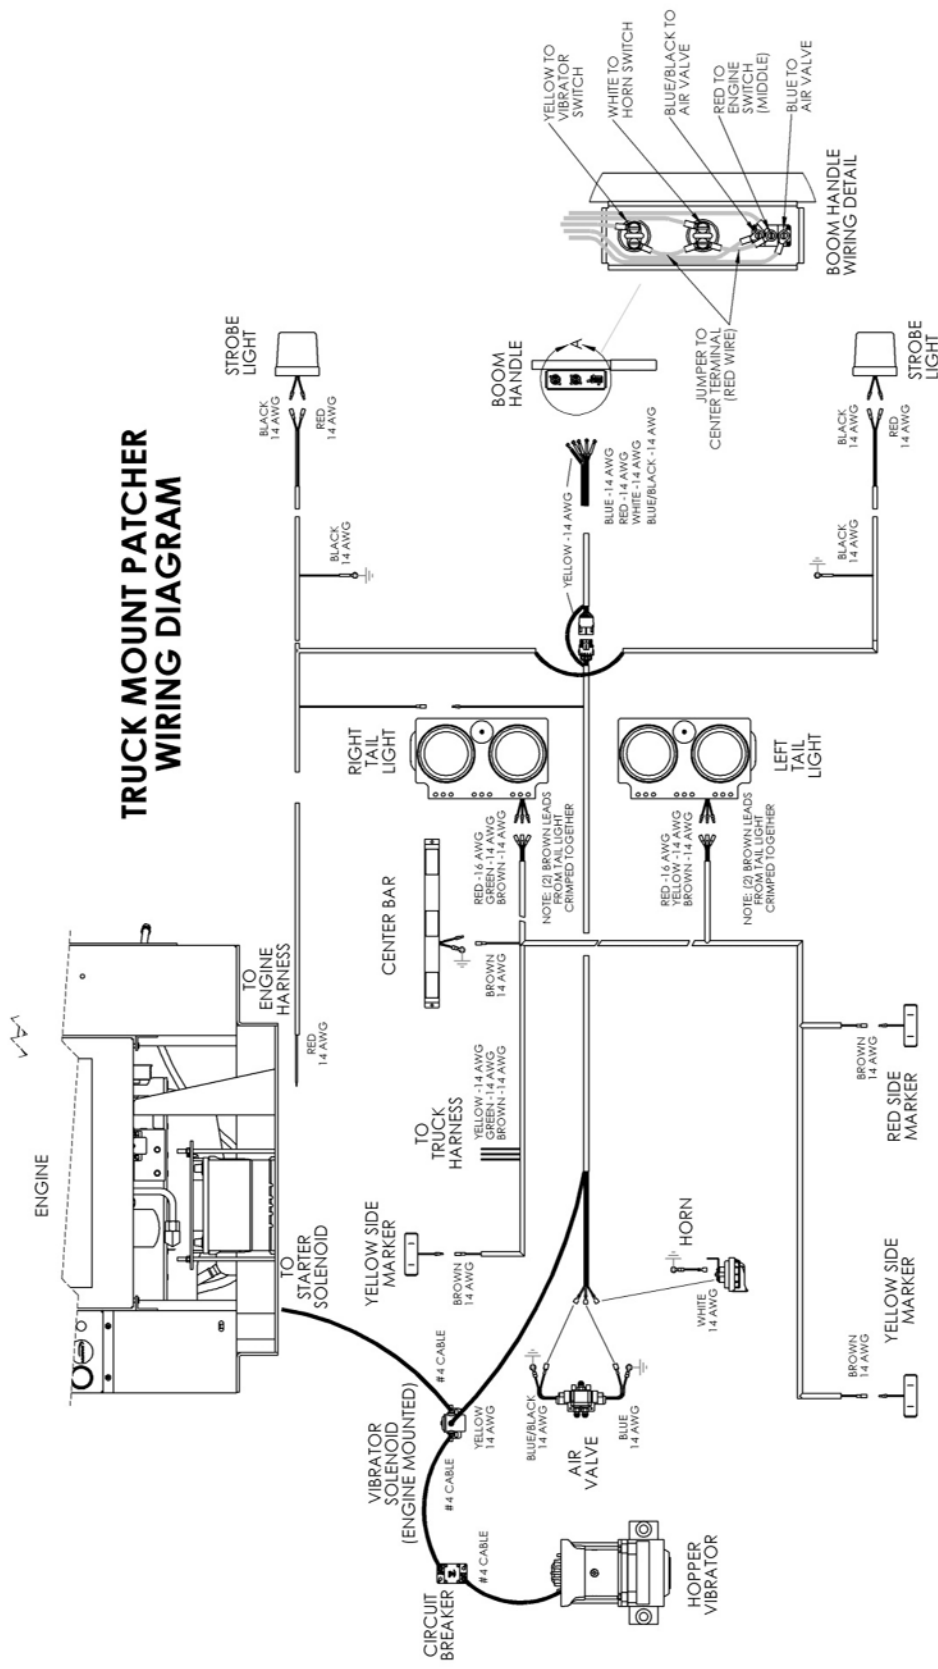 TRUCK MOUNT PATCHER
WIRING DIAGRAM
ENGINE
TO
ENGINE
HARNESS
RED
14 AWG
TO
STARTER
SOLENOID
STROBE
LIGHT
BLACK
14 AWG
RED
14 AWG
BLACK
14 AWG
RIGHT
TAIL
LIGHT
RED -16 AWG
GREEN -14 AWG
BROWN -14 AWG
NOTE: (2) BROWN LEADS
FROM TAIL LIGHT
CRIMPED TOGETHER
CENTER BAR
BROWN
14 AWG
TO
TRUCK
HARNESS
YELLOW -14 AWG
GREEN -14 AWG
BROWN -14 AWG
YELLOW SIDE
MARKER
BROWN
14 AWG
#4 CABLE
VIBRATOR
SOLENOID
(ENGINE MOUNTED)
YELLOW
14 AWG
#4 CABLE
CIRCUIT
BREAKER
#4 CABLE
HOPPER
VIBRATOR
BLUE/BLACK
14 AWG
BLUE
14 AWG
AIR
VALVE
HORN
WHITE
14 AWG
BOOM
HANDLE
A
YELLOW -14 AWG
BLUE -14 AWG
RED -14 AWG
WHITE -14 AWG
BLUE/BLACK -14 AWG
YELLOW TO
VIBRATOR
SWITCH
WHITE TO
HORN SWITCH
BLUE/BLACK TO
AIR VALVE
RED TO
ENGINE
SWITCH
(MIDDLE)
BLUE TO
AIR VALVE
JUMPER TO
CENTER TERMINAL
(RED WIRE)
BOOM HANDLE
WIRING DETAIL
LEFT
TAIL
LIGHT
RED -16 AWG
YELLOW -14 AWG
BROWN -14 AWG
NOTE: (2) BROWN LEADS
FROM TAIL LIGHT
CRIMPED TOGETHER
STROBE
LIGHT
BLACK
14 AWG
RED
14 AWG
BLACK
14 AWG
BROWN
14 AWG
RED SIDE
MARKER
BROWN
14 AWG
YELLOW SIDE
MARKER